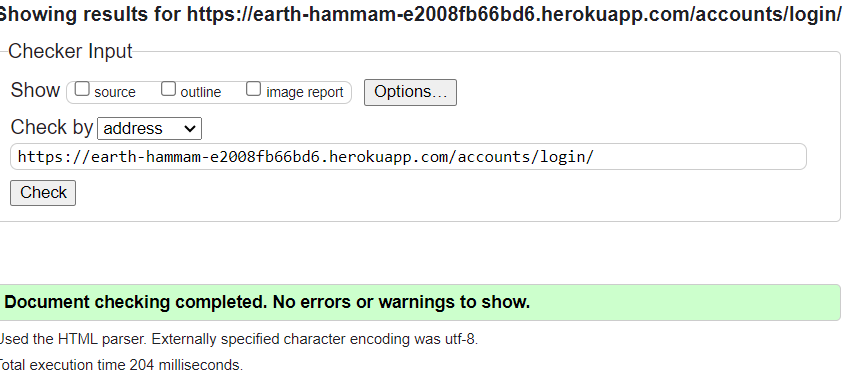 Showing results for https://earth-hammam-e2008fb66bd6.herokuapp.com/accounts/login/
Checker Input
Show source outline image report Options...
Check by address
https://earth-hammam-e2008fb66bd6.herokuapp.com/accounts/login/
Check
Document checking completed. No errors or warnings to show.
Used the HTML parser. Externally specified character encoding was utf-8.
Total execution time 204 milliseconds.